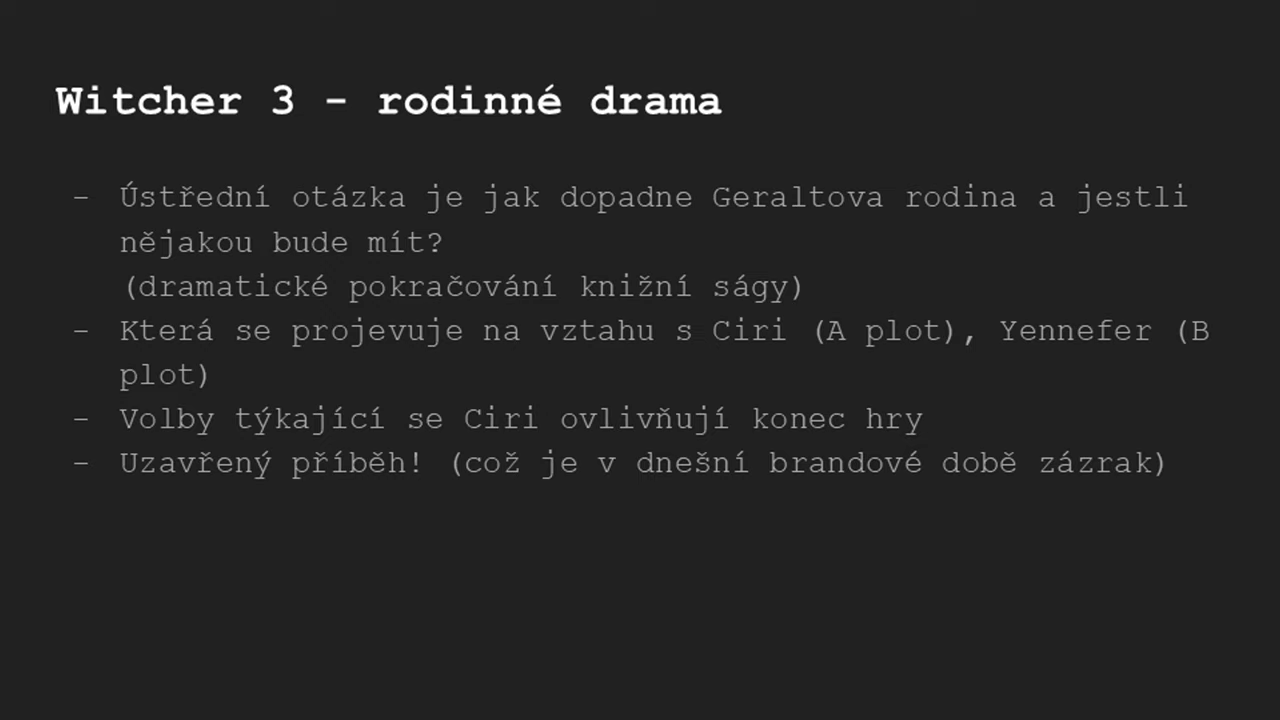 Witcher 3 - rodinné drama
- Ústřední otázka je jak dopadne Geraltova rodina a jestli
nějakou bude mít?
(dramatické pokračování knižní ságy)
- Která se projevuje na vztahu s Ciri (A plot), Yennefer (B
plot)
- Volby týkající se Ciri ovlivňují konec hry
- Uzavřený příběh! (což je v dnešní brandové době zázrak)